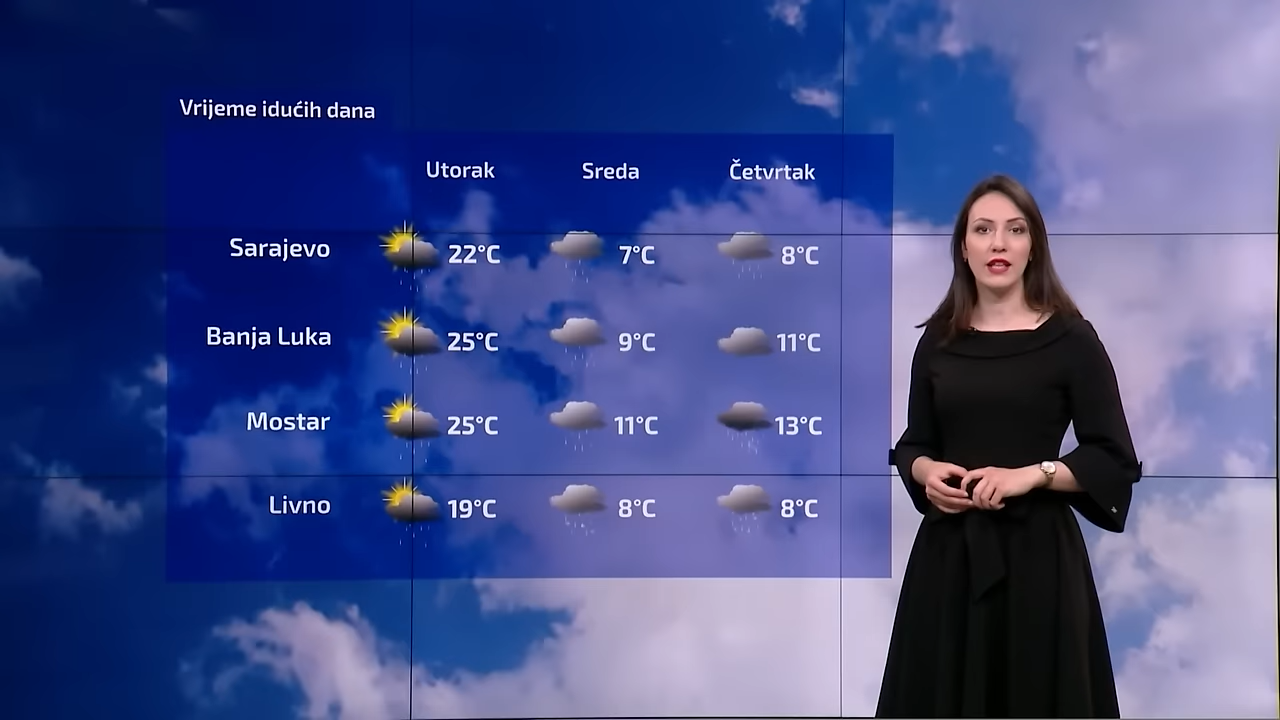 Vrijeme idućih dana
Utorak Sreda Četvrtak
Sarajevo 22°C 7°C 8°C
Banja Luka 25°C 9°C 11°C
Mostar 25°C 11°C 13°C
Livno 19°C 8°C 8°C